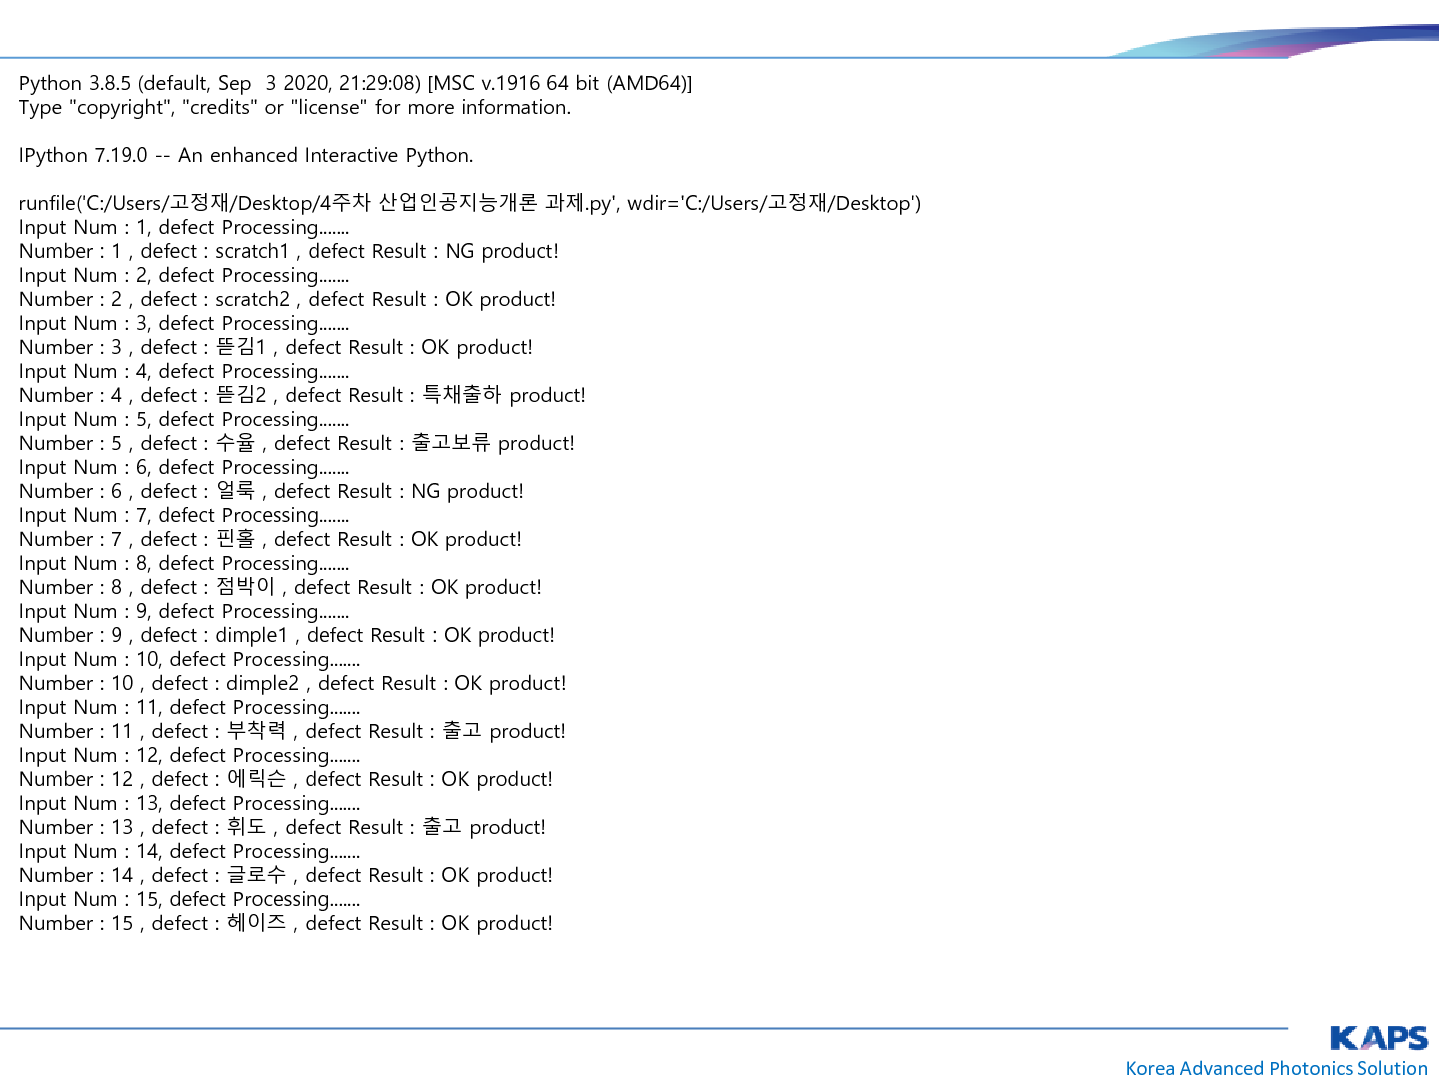 Python 3.8.5 (default, Sep  3 2020, 21:29:08) [MSC v.1916 64 bit (AMD64)]
Type "copyright", "credits" or "license" for more information.
IPython 7.19.0 -- An enhanced Interactive Python.
runfile('C:/Users/고정재/Desktop/4주차 산업인공지능개론 과제.py', wdir='C:/Users/고정재/Desktop')
Input Num : 1, defect Processing.......
Number : 1 , defect : scratch1 , defect Result : NG product!
Input Num : 2, defect Processing.......
Number : 2 , defect : scratch2 , defect Result : OK product!
Input Num : 3, defect Processing.......
Number : 3 , defect : 뜯김1 , defect Result : OK product!
Input Num : 4, defect Processing.......
Number : 4 , defect : 뜯김2 , defect Result : 특채출하 product!
Input Num : 5, defect Processing.......
Number : 5 , defect : 수율 , defect Result : 출고보류 product!
Input Num : 6, defect Processing.......
Number : 6 , defect : 얼룩 , defect Result : NG product!
Input Num : 7, defect Processing.......
Number : 7 , defect : 핀홀 , defect Result : OK product!
Input Num : 8, defect Processing.......
Number : 8 , defect : 점박이 , defect Result : OK product!
Input Num : 9, defect Processing.......
Number : 9 , defect : dimple1 , defect Result : OK product!
Input Num : 10, defect Processing.......
Number : 10 , defect : dimple2 , defect Result : OK product!
Input Num : 11, defect Processing.......
Number : 11 , defect : 부착력 , defect Result : 출고 product!
Input Num : 12, defect Processing.......
Number : 12 , defect : 에릭슨 , defect Result : OK product!
Input Num : 13, defect Processing.......
Number : 13 , defect : 휘도 , defect Result : 출고 product!
Input Num : 14, defect Processing.......
Number : 14 , defect : 글로수 , defect Result : OK product!
Input Num : 15, defect Processing.......
Number : 15 , defect : 헤이즈 , defect Result : OK product!
KAPS
Korea Advanced Photonics Solution